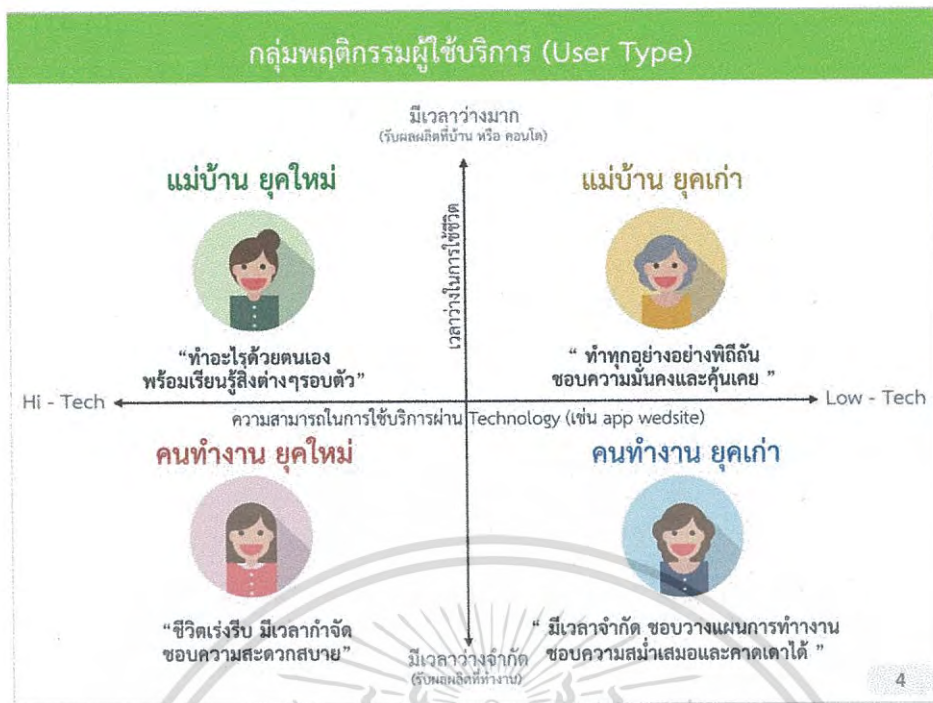 กลุ่มพฤติกรรมผู้ใช้บริการ (User Type)
มีเวลาว่างมาก
(รับผลผลิตที่บ้าน หรือ คอนโด)
แม่บ้าน ยุคใหม่
แม่บ้าน ยุคเก่า
เวลาว่างในการใช้ชีวิต
“ทำอะไรด้วยตนเอง
พร้อมเรียนรู้สิ่งต่างๆรอบตัว”
“ ทำทุกอย่างอย่างพิถีถัน
ชอบความมั่นคงและคุ้นเคย ”
Hi - Tech
Low - Tech
ความสามารถในการใช้บริการผ่าน Technology (เช่น app wedsite)
คนทำงาน ยุคใหม่
คนทำงาน ยุคเก่า
“ชีวิตเร่งรีบ มีเวลากำจัด
ชอบความสะดวกสบาย”
“ มีเวลาจำกัด ชอบวางแผนการทำางาน
ชอบความสม่ำเสมอและคาดเดาได้ ”
มีเวลาว่างจำกัด
(รับผลผลิตที่ทำงาน)
4